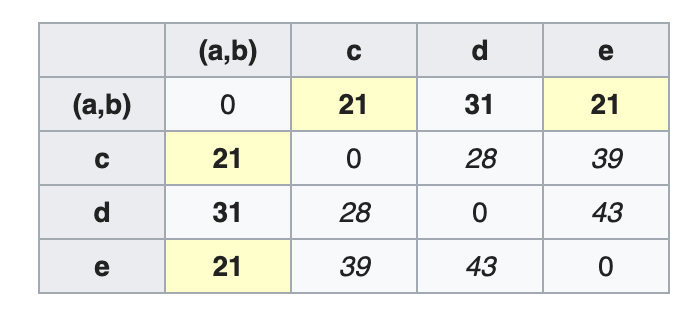 (a,b) c d e
(a,b) 0 21 31 21
c 21 0 28 39
d 31 28 0 43
e 21 39 43 0